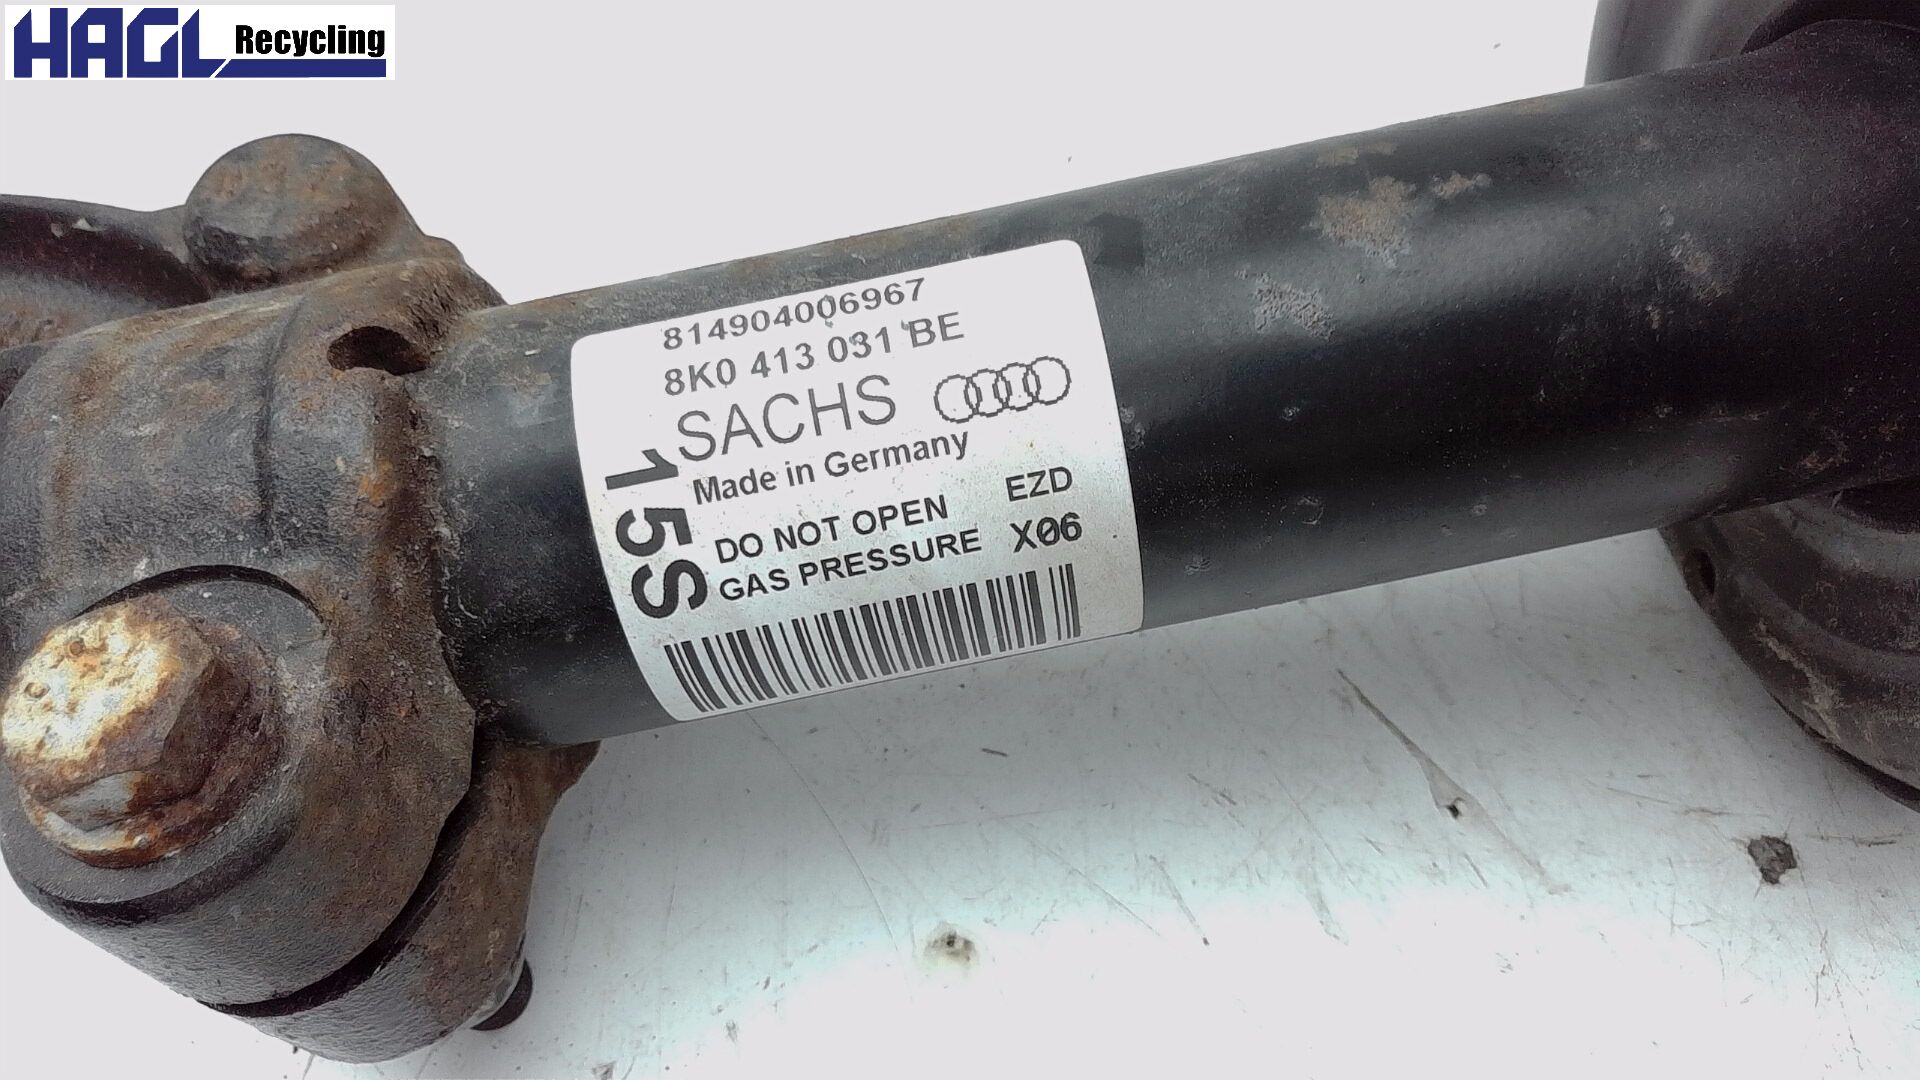 HAGL Recycling
814904006967
8K0 413 031 BE
SACHS
Made in Germany
15S
DO NOT OPEN EZD
GAS PRESSURE X06